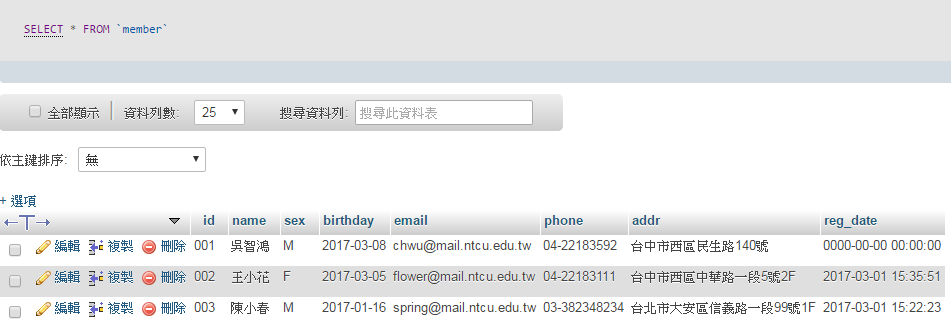 SELECT * FROM `member`
全部顯示 資料列數: 25 搜尋資料列: 搜尋此資料表
依主鍵排序: 無
+ 選項
←T→ id name sex birthday email phone addr reg_date
編輯 複製 刪除 001 吳智鴻 M 2017-03-08 chwu@mail.ntcu.edu.tw 04-22183592 台中市西區民生路140號 0000-00-00 00:00:00
編輯 複製 刪除 002 王小花 F 2017-03-05 flower@mail.ntcu.edu.tw 04-22183111 台中市西區中華路一段5號2F 2017-03-01 15:35:51
編輯 複製 刪除 003 陳小春 M 2017-01-16 spring@mail.ntcu.edu.tw 03-382348234 台北市大安區信義路一段99號1F 2017-03-01 15:22:23